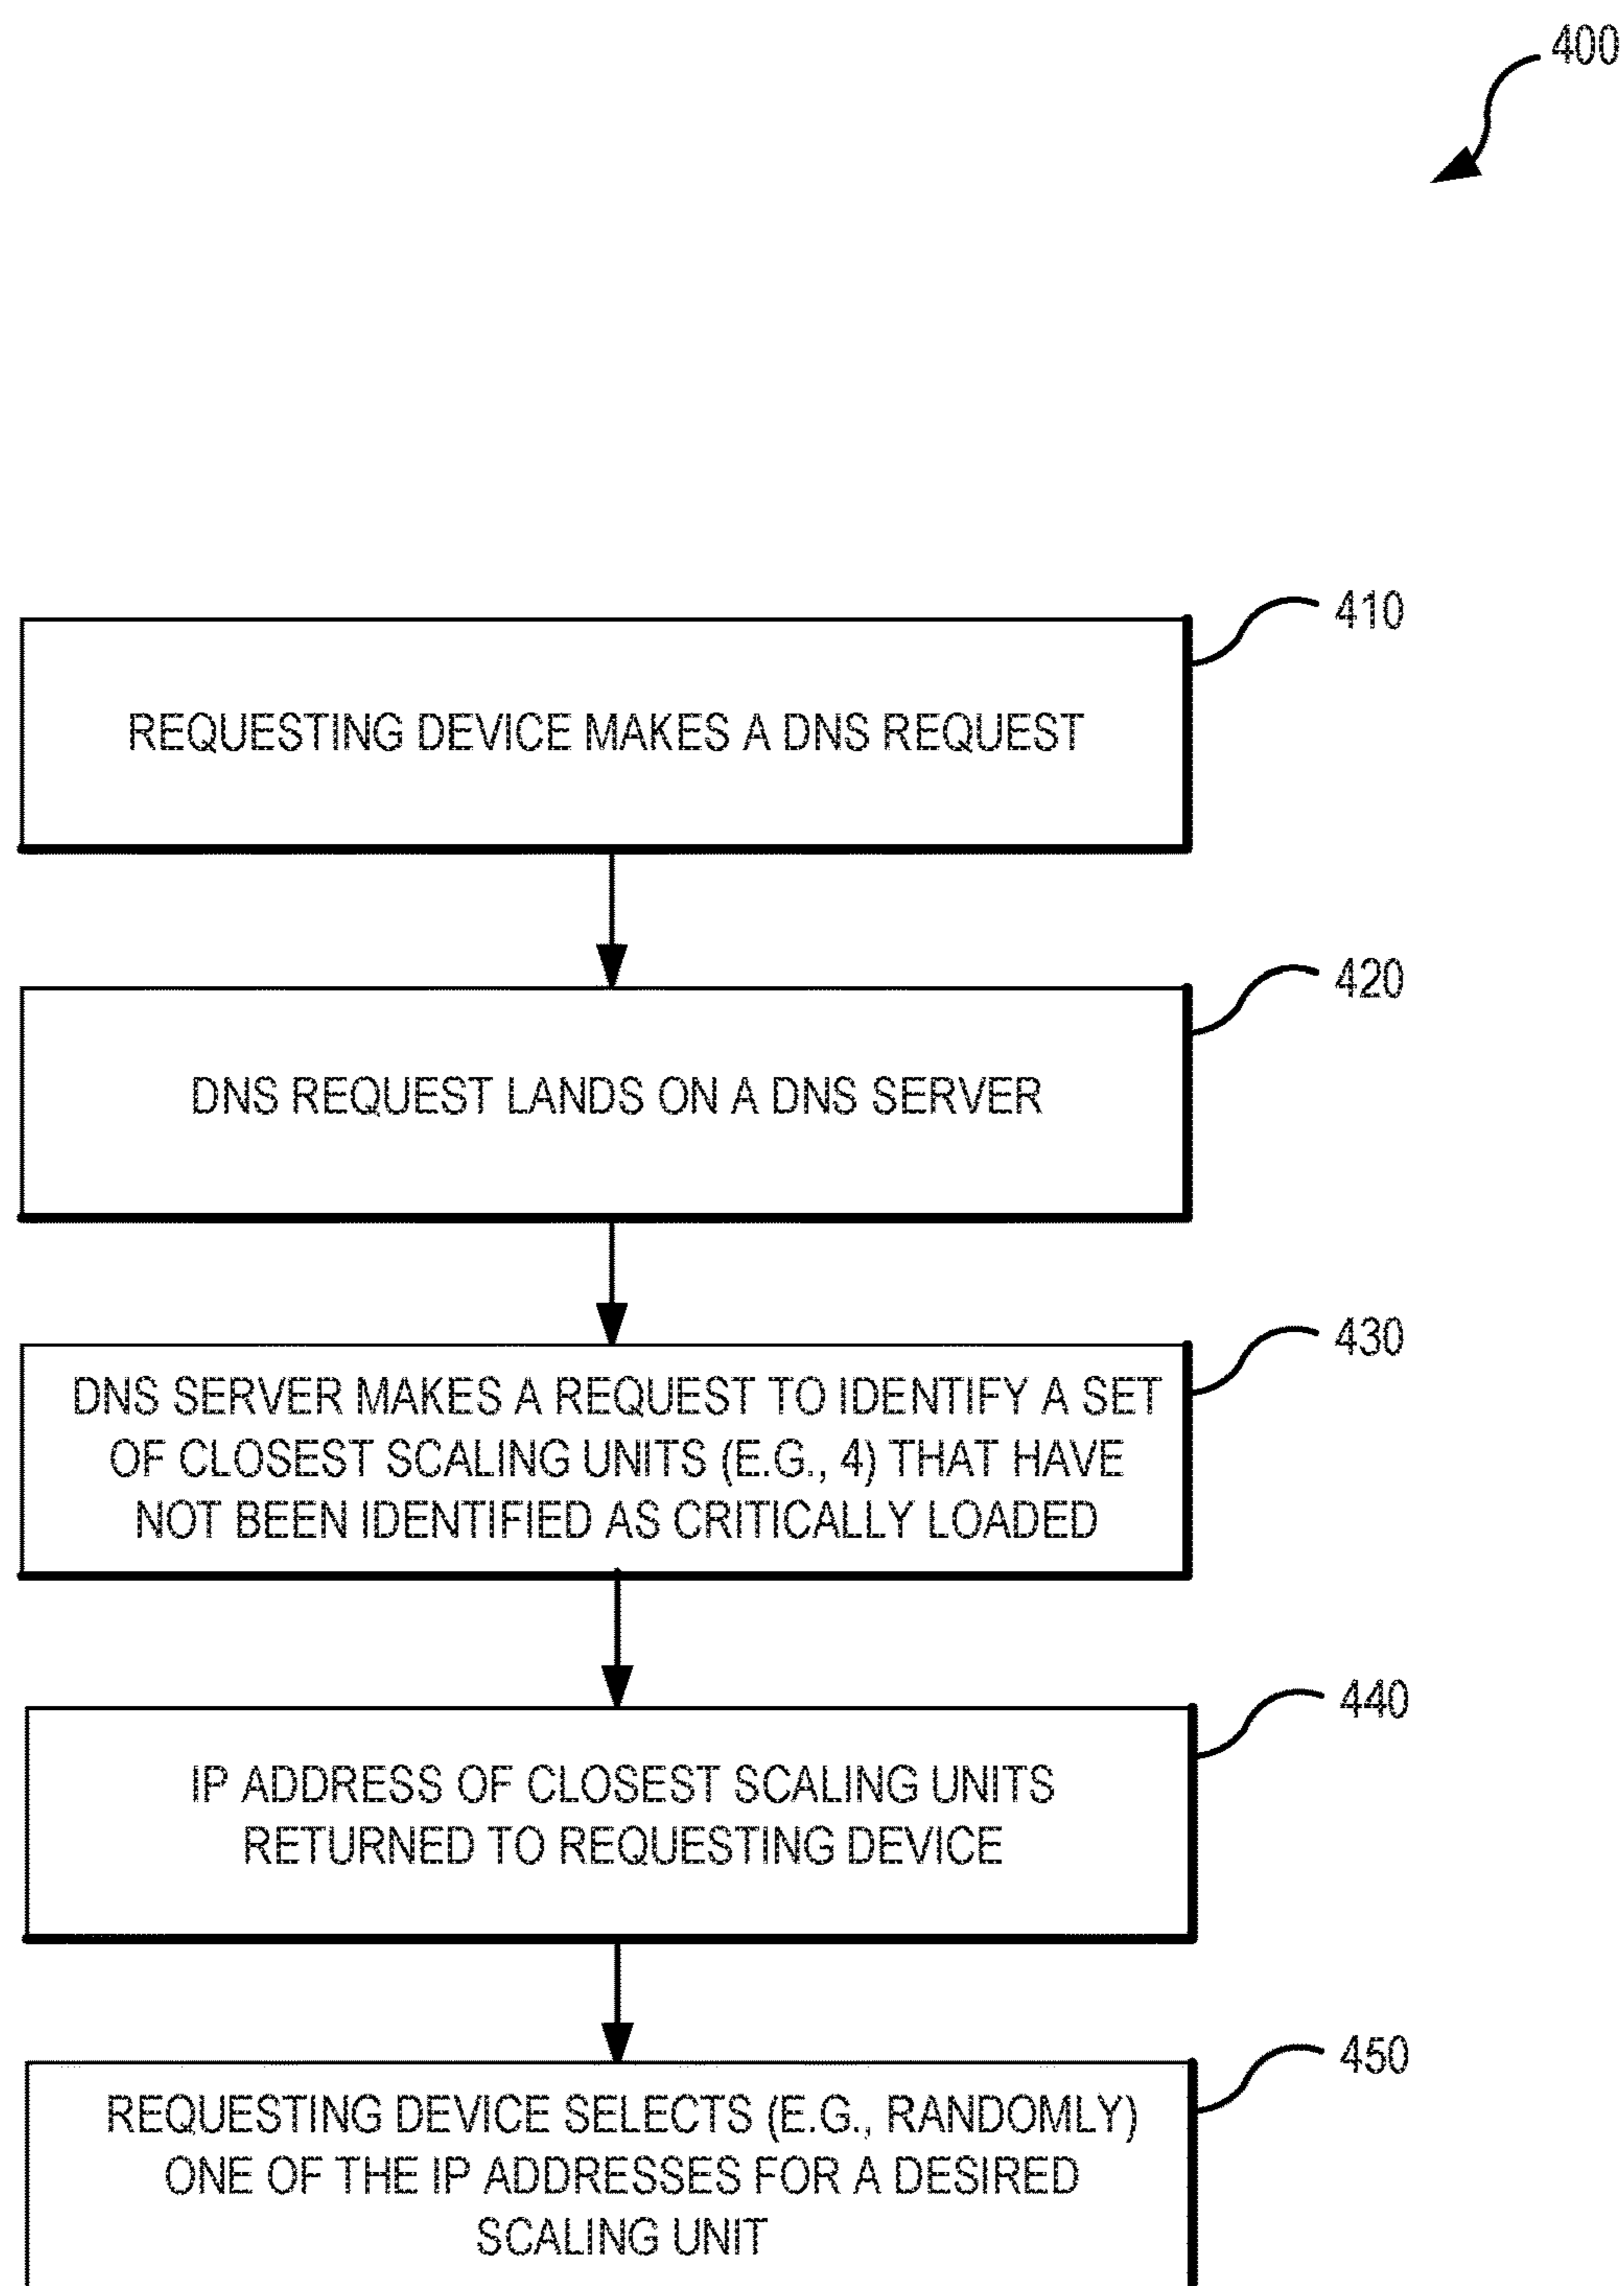 400
410
REQUESTING DEVICE MAKES A DNS REQUEST
420
DNS REQUEST LANDS ON A DNS SERVER
430
DNS SERVER MAKES A REQUEST TO IDENTIFY A SET
OF CLOSEST SCALING UNITS (E.G., 4) THAT HAVE
NOT BEEN IDENTIFIED AS CRITICALLY LOADED
440
IP ADDRESS OF CLOSEST SCALING UNITS
RETURNED TO REQUESTING DEVICE
450
REQUESTING DEVICE SELECTS (E.G., RANDOMLY)
ONE OF THE IP ADDRESSES FOR A DESIRED
SCALING UNIT